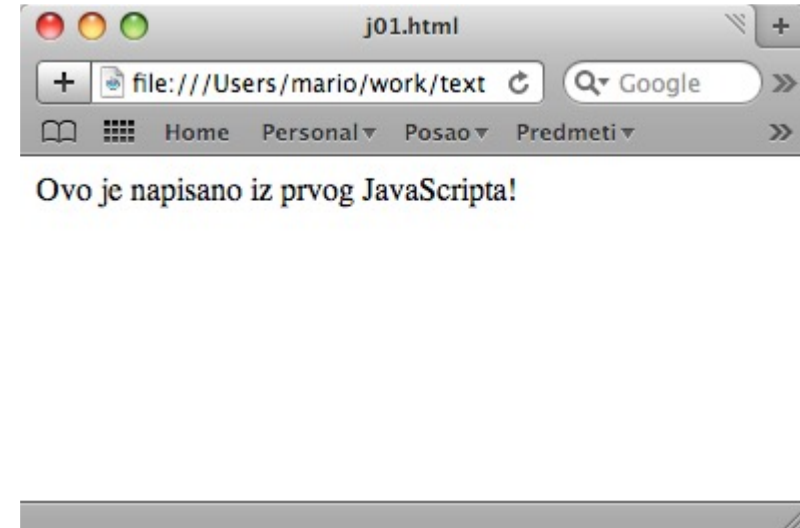 j01.html
file:///Users/mario/work/text
Google
Home Personal Posao Predmeti
Ovo je napisano iz prvog JavaScripta!